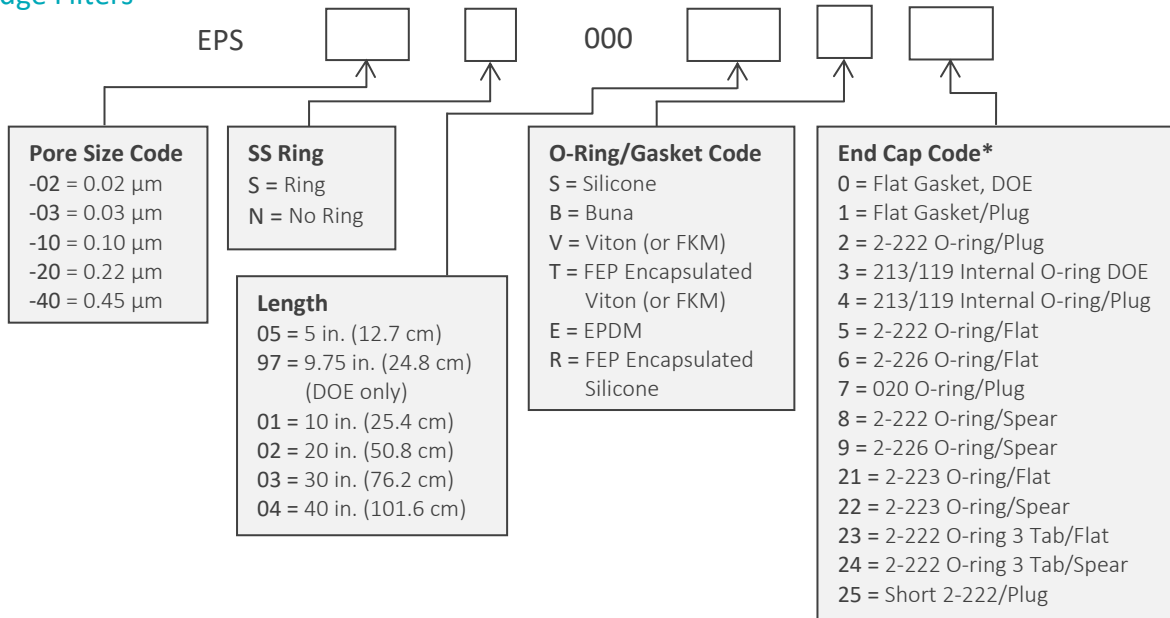 EPS 000
Pore Size Code
-02 = 0.02 µm
-03 = 0.03 µm
-10 = 0.10 µm
-20 = 0.22 µm
-40 = 0.45 µm
SS Ring
S = Ring
N = No Ring
Length
05 = 5 in. (12.7 cm)
97 = 9.75 in. (24.8 cm)
(DOE only)
01 = 10 in. (25.4 cm)
02 = 20 in. (50.8 cm)
03 = 30 in. (76.2 cm)
04 = 40 in. (101.6 cm)
O-Ring/Gasket Code
S = Silicone
B = Buna
V = Viton (or FKM)
T = FEP Encapsulated
Viton (or FKM)
E = EPDM
R = FEP Encapsulated
Silicone
End Cap Code*
0 = Flat Gasket, DOE
1 = Flat Gasket/Plug
2 = 2-222 O-ring/Plug
3 = 213/119 Internal O-ring DOE
4 = 213/119 Internal O-ring/Plug
5 = 2-222 O-ring/Flat
6 = 2-226 O-ring/Flat
7 = 020 O-ring/Plug
8 = 2-222 O-ring/Spear
9 = 2-226 O-ring/Spear
21 = 2-223 O-ring/Flat
22 = 2-223 O-ring/Spear
23 = 2-222 O-ring 3 Tab/Flat
24 = 2-222 O-ring 3 Tab/Spear
25 = Short 2-222/Plug